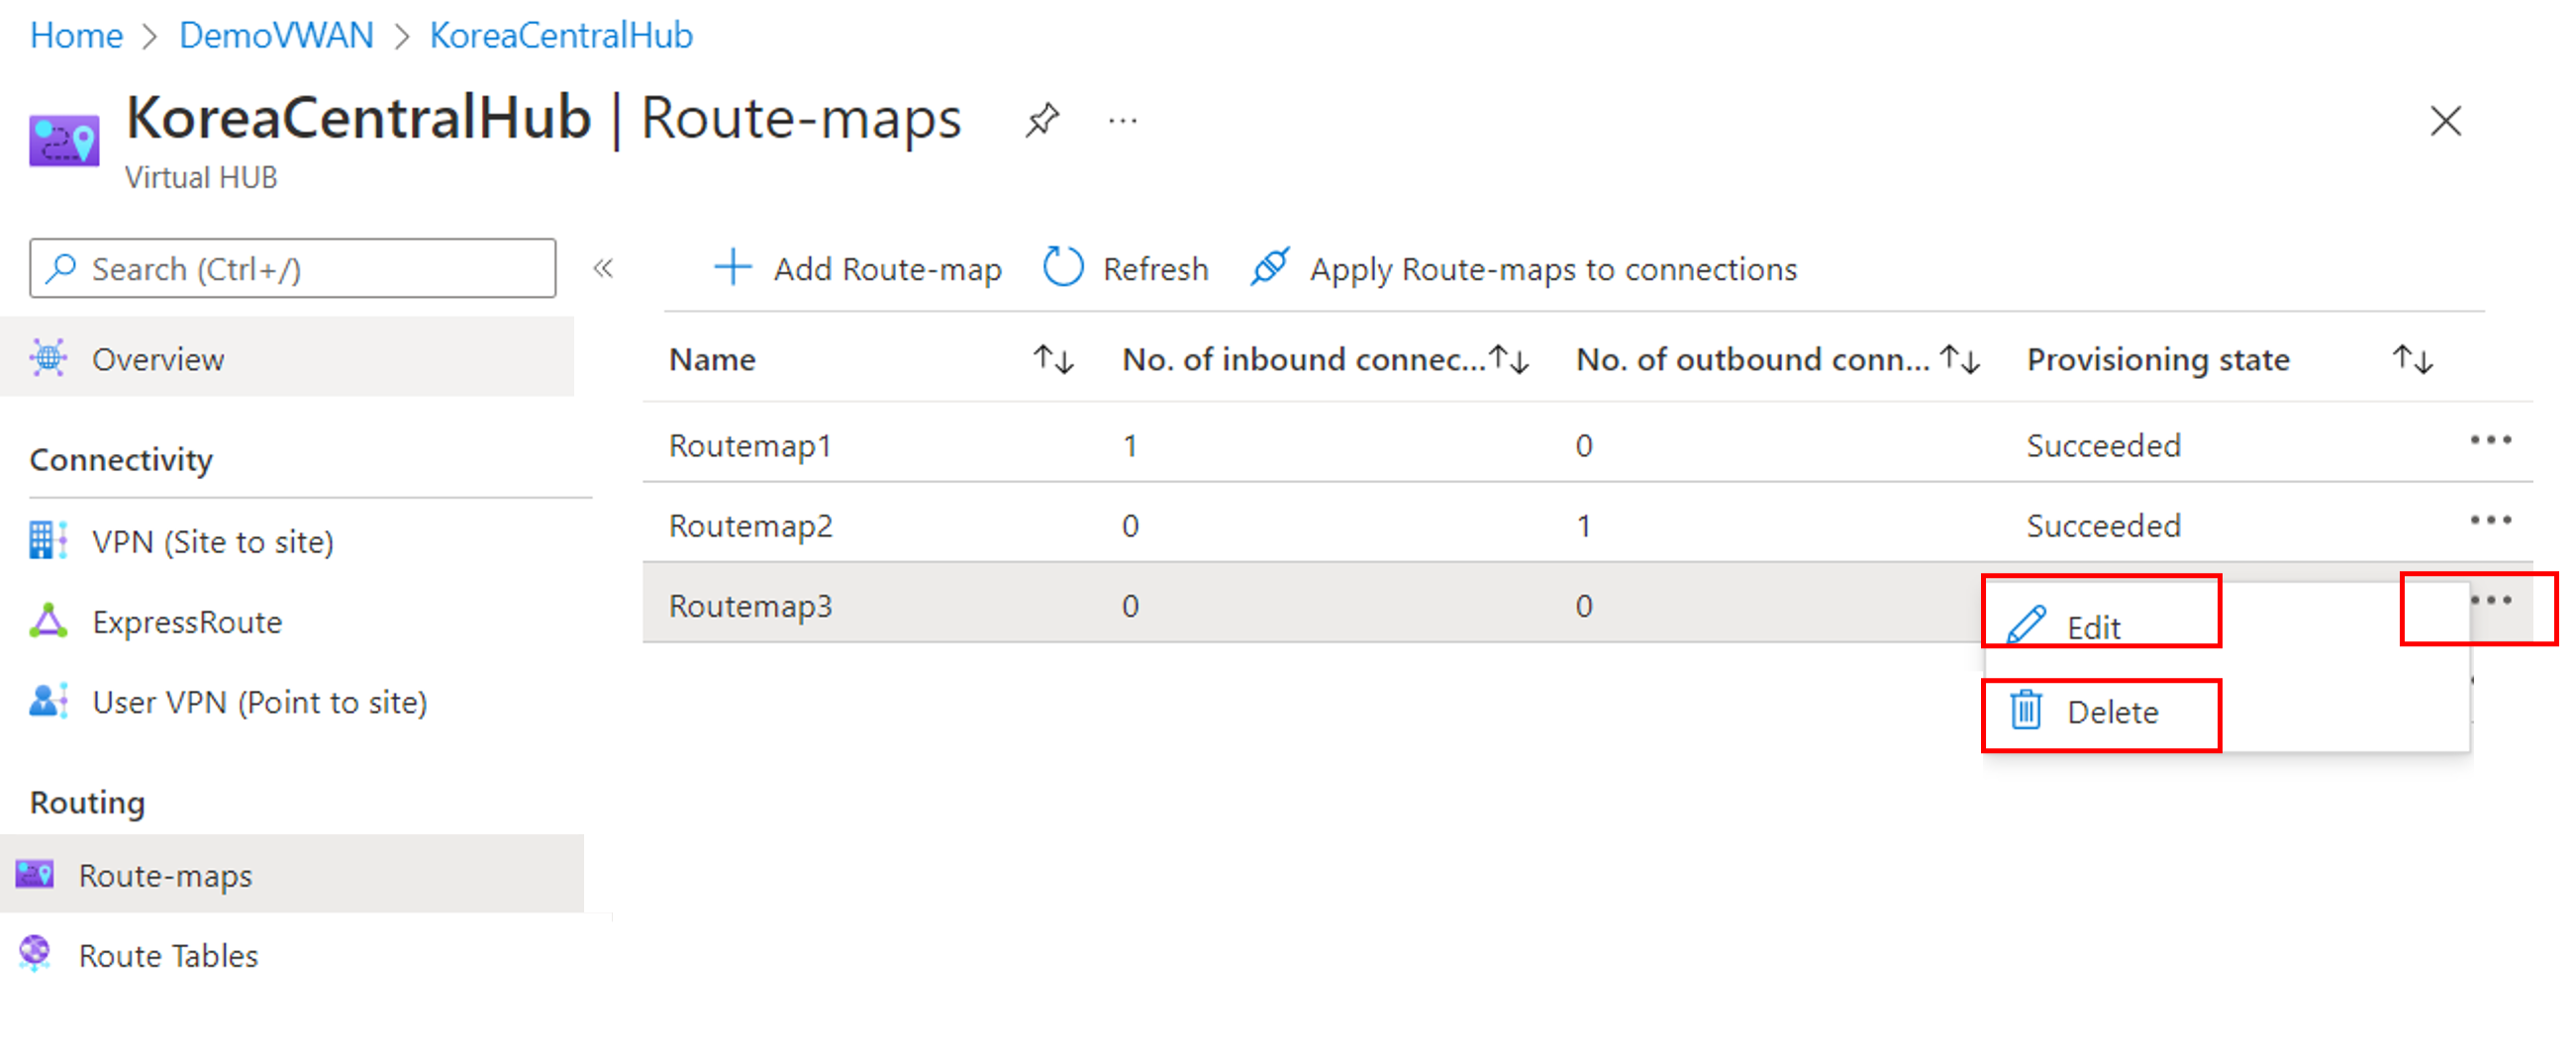 Home > DemoVWAN > KoreaCentralHub
KoreaCentralHub | Route-maps ...
Virtual HUB
Search (Ctrl+/)
«
Add Route-map Refresh Apply Route-maps to connections
Overview
Name No. of inbound connec... No. of outbound conn... Provisioning state
Routemap1 1 0 Succeeded
Routemap2 0 1 Succeeded
Routemap3 0 0
Edit
Delete
Connectivity
VPN (Site to site)
ExpressRoute
User VPN (Point to site)
Routing
Route-maps
Route Tables